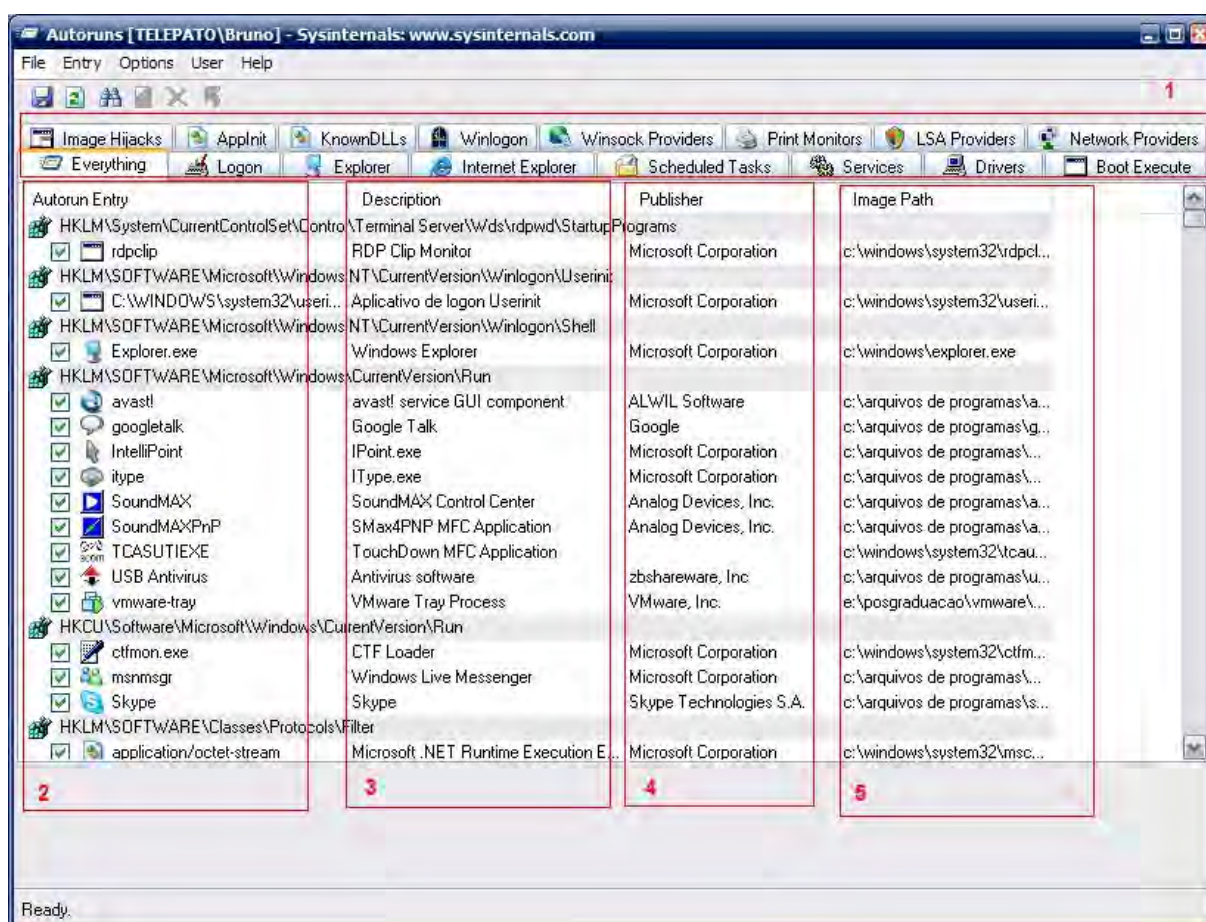 Autoruns [TELEPATO\Bruno] - Sysinternals: www.sysinternals.com
File Entry Options User Help
1
Image Hijacks AppInit KnownDLLs Winlogon Winsock Providers Print Monitors LSA Providers Network Providers
Everything Logon Explorer Internet Explorer Scheduled Tasks Services Drivers Boot Execute
Autorun Entry Description Publisher Image Path
HKLM\System\CurrentControlSet\Control\Terminal Server\Wds\rdpwd\StartupPrograms
rdpclip RDP Clip Monitor Microsoft Corporation c:\windows\system32\rdpcl...
HKLM\SOFTWARE\Microsoft\Windows NT\CurrentVersion\Winlogon\Userinit
C:\WINDOWS\system32\useri... Aplicativo de logon Userinit Microsoft Corporation c:\windows\system32\useri...
HKLM\SOFTWARE\Microsoft\Windows NT\CurrentVersion\Winlogon\Shell
Explorer.exe Windows Explorer Microsoft Corporation c:\windows\explorer.exe
HKLM\SOFTWARE\Microsoft\Windows\CurrentVersion\Run
avast! avast! service GUI component ALWIL Software c:\arquivos de programas\a...
googletalk Google Talk Google c:\arquivos de programas\g...
IntelliPoint IPoint.exe Microsoft Corporation c:\arquivos de programas\...
itype IType.exe Microsoft Corporation c:\arquivos de programas\...
SoundMAX SoundMAX Control Center Analog Devices, Inc. c:\arquivos de programas\a...
SoundMAXPnP SMax4PNP MFC Application Analog Devices, Inc. c:\arquivos de programas\a...
TCASUTIEXE TouchDown MFC Application c:\windows\system32\tcau...
USB Antivirus Antivirus software zbshareware, Inc c:\arquivos de programas\u...
vmware-tray VMware Tray Process VMware, Inc. e:\posgraduacao\vmware\...
HKCU\Software\Microsoft\Windows\CurrentVersion\Run
ctfmon.exe CTF Loader Microsoft Corporation c:\windows\system32\ctfm...
msnmsgr Windows Live Messenger Microsoft Corporation c:\arquivos de programas\...
Skype Skype Skype Technologies S.A. c:\arquivos de programas\s...
HKLM\SOFTWARE\Classes\Protocols\Filter
application/octet-stream Microsoft .NET Runtime Execution E... Microsoft Corporation c:\windows\system32\msc...
2 3 4 5
Ready.